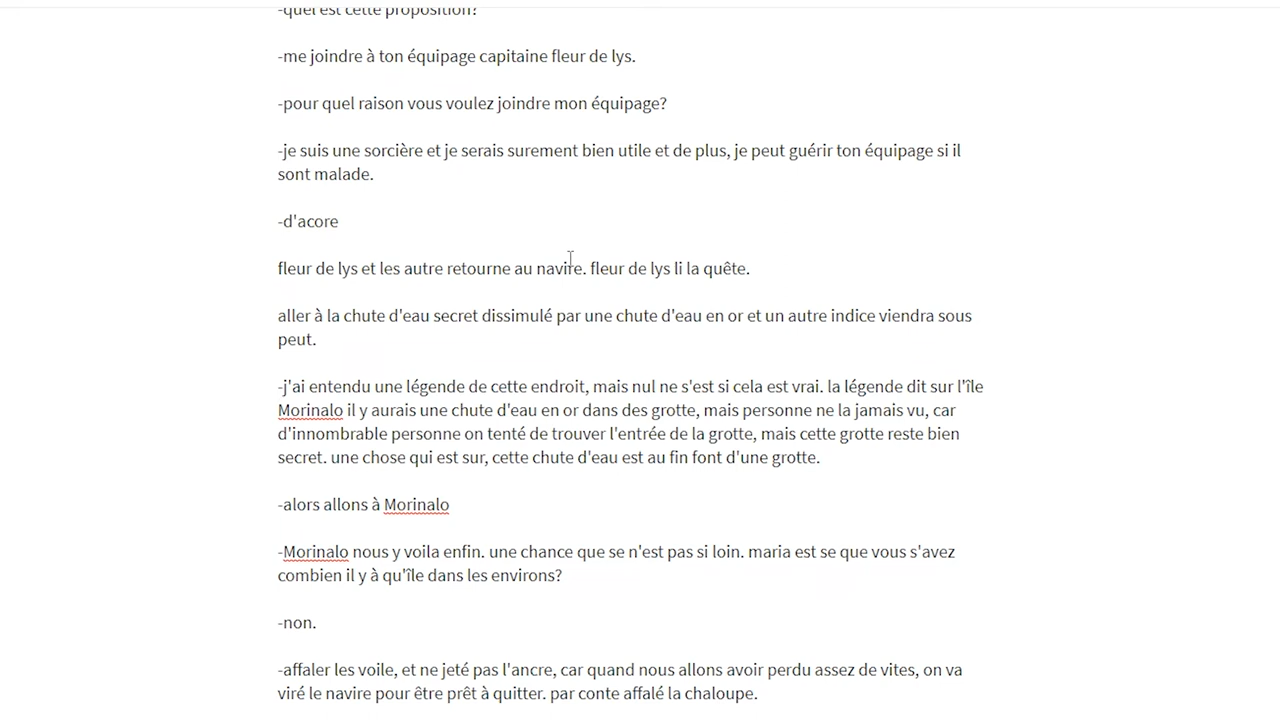 -quel est cette proposition?
-me joindre à ton équipage capitaine fleur de lys.
-pour quel raison vous voulez joindre mon équipage?
-je suis une sorcière et je serais surement bien utile et de plus, je peut guérir ton équipage si il
sont malade.
-d'acore
fleur de lys et les autre retourne au navire. fleur de lys li la quête.
aller à la chute d'eau secret dissimulé par une chute d'eau en or et un autre indice viendra sous
peut.
-j'ai entendu une légende de cette endroit, mais nul ne s'est si cela est vrai. la légende dit sur l'île
Morinalo il y aurais une chute d'eau en or dans des grotte, mais personne ne la jamais vu, car
d'innombrable personne on tenté de trouver l'entrée de la grotte, mais cette grotte reste bien
secret. une chose qui est sur, cette chute d'eau est au fin font d'une grotte.
-alors allons à Morinalo
-Morinalo nous y voila enfin. une chance que se n'est pas si loin. maria est se que vous s'avez
combien il y à qu'île dans les environs?
-non.
-affaler les voile, et ne jeté pas l'ancre, car quand nous allons avoir perdu assez de vites, on va
viré le navire pour être prêt à quitter. par conte affalé la chaloupe.